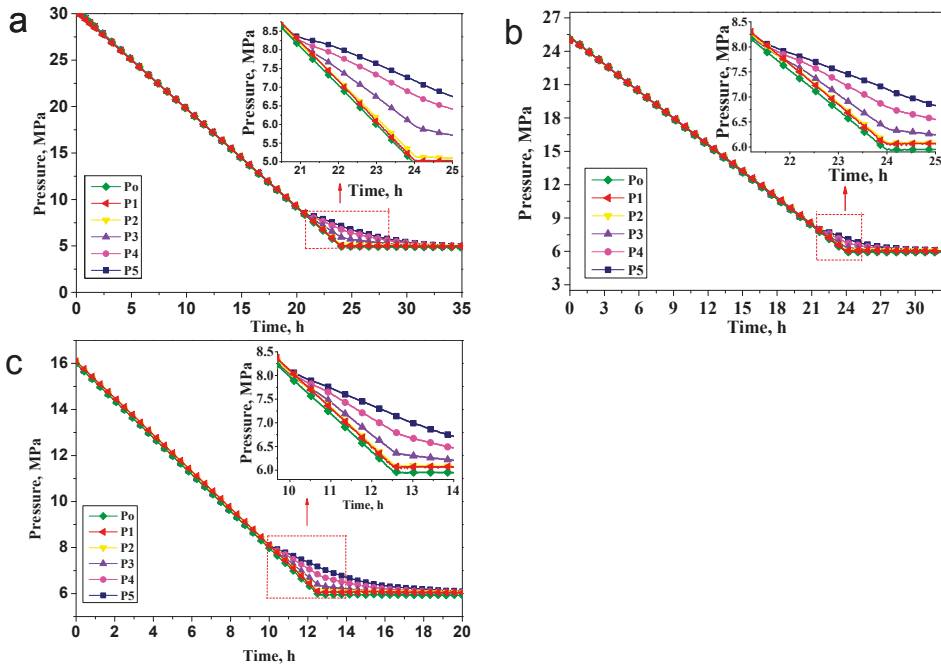 a
Pressure, MPa
30
25
20
15
10
5
0
0 5 10 15 20 25 30 35
Time, h
Po
P1
P2
P3
P4
P5
Pressure, MPa
8.5
8.0
7.5
7.0
6.5
6.0
5.5
5.0
21 22 23 24 25
Time, h
b
Pressure, MPa
27
24
21
18
15
12
9
6
3
0
0 3 6 9 12 15 18 21 24 27 30
Time, h
Po
P1
P2
P3
P4
P5
Pressure, MPa
8.5
8.0
7.5
7.0
6.5
6.0
22 23 24 25
Time, h
c
Pressure, MPa
16
14
12
10
8
6
0 2 4 6 8 10 12 14 16 18 20
Time, h
Po
P1
P2
P3
P4
P5
Pressure, MPa
8.5
8.0
7.5
7.0
6.5
6.0
10 11 12 13 14
Time, h